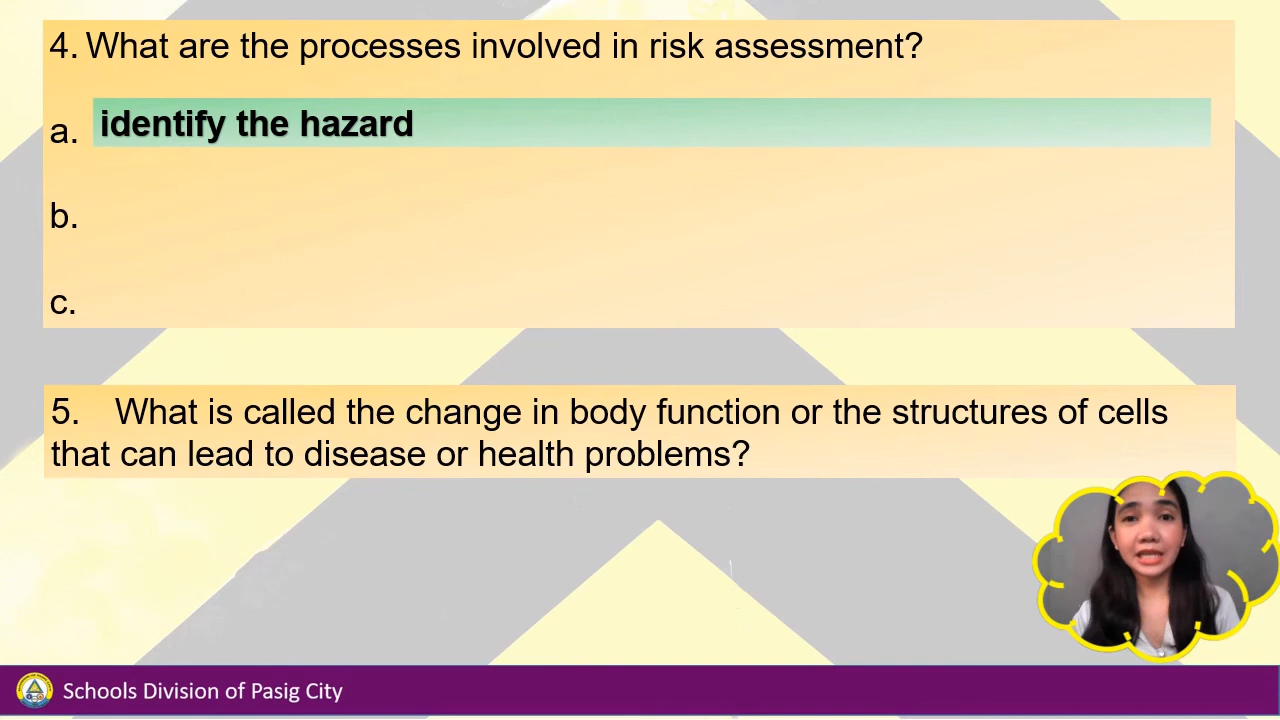 4. What are the processes involved in risk assessment?
a. identify the hazard
b.
c.
5. What is called the change in body function or the structures of cells
that can lead to disease or health problems?
Schools Division of Pasig City